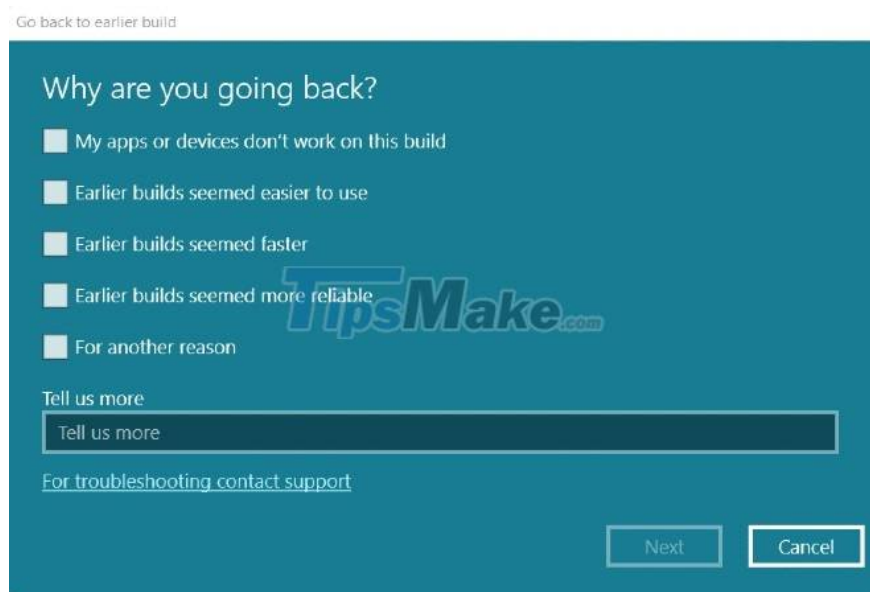 Go back to earlier build
Why are you going back?
My apps or devices don't work on this build
Earlier builds seemed easier to use
Earlier builds seemed faster
Earlier builds seemed more reliable
TipsMake.com
For another reason
Tell us more
Tell us more
For troubleshooting contact support
Next
Cancel